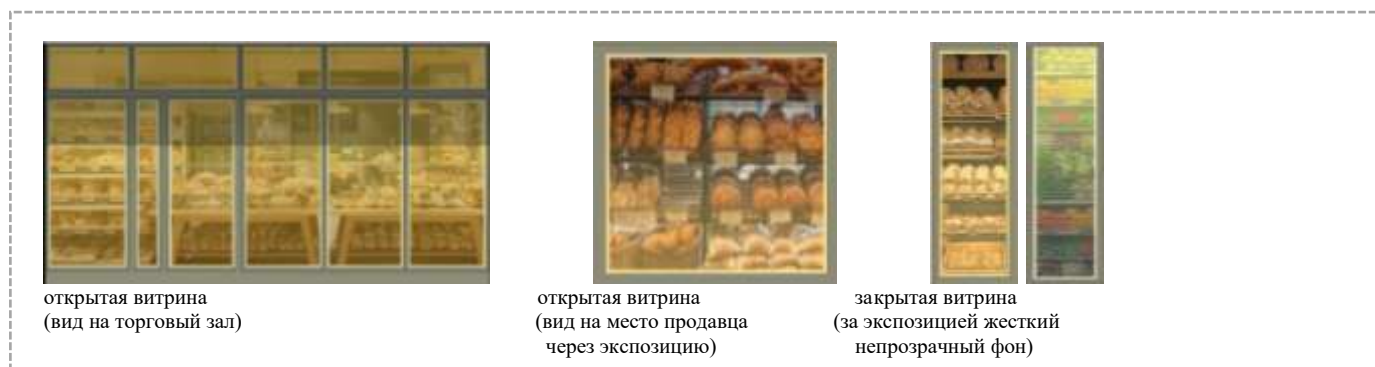 открытая витрина
(вид на торговый зал)
открытая витрина
(вид на место продавца
через экспозицию)
закрытая витрина
(за экспозицией жесткий
непрозрачный фон)